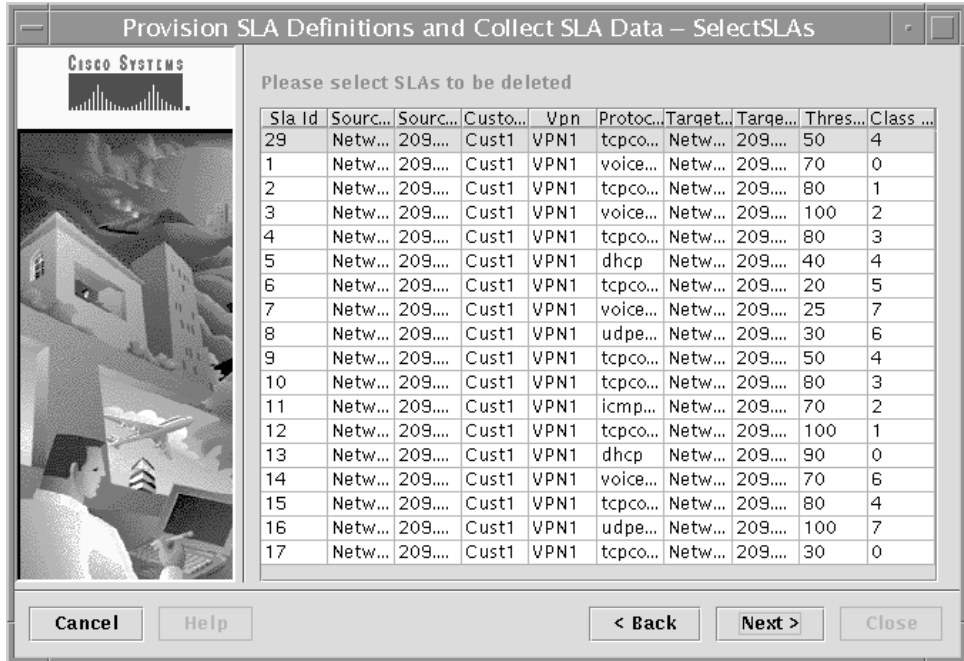 Provision SLA Definitions and Collect SLA Data – SelectSLAs
CISCO SYSTEMS
Please select SLAs to be deleted
Sla Id Sourc... Sourc... Custo... Vpn Protoc... Target... Targe... Thres... Class ...
29 Netw... 209.... Cust1 VPN1 tcpco... Netw... 209.... 50 4
1 Netw... 209.... Cust1 VPN1 voice... Netw... 209.... 70 0
2 Netw... 209.... Cust1 VPN1 tcpco... Netw... 209.... 80 1
3 Netw... 209.... Cust1 VPN1 voice... Netw... 209.... 100 2
4 Netw... 209.... Cust1 VPN1 tcpco... Netw... 209.... 80 3
5 Netw... 209.... Cust1 VPN1 dhcp Netw... 209.... 40 4
6 Netw... 209.... Cust1 VPN1 tcpco... Netw... 209.... 20 5
7 Netw... 209.... Cust1 VPN1 voice... Netw... 209.... 25 7
8 Netw... 209.... Cust1 VPN1 udpe... Netw... 209.... 30 6
9 Netw... 209.... Cust1 VPN1 tcpco... Netw... 209.... 50 4
10 Netw... 209.... Cust1 VPN1 tcpco... Netw... 209.... 80 3
11 Netw... 209.... Cust1 VPN1 icmp... Netw... 209.... 70 2
12 Netw... 209.... Cust1 VPN1 tcpco... Netw... 209.... 100 1
13 Netw... 209.... Cust1 VPN1 dhcp Netw... 209.... 90 0
14 Netw... 209.... Cust1 VPN1 voice... Netw... 209.... 70 6
15 Netw... 209.... Cust1 VPN1 tcpco... Netw... 209.... 80 4
16 Netw... 209.... Cust1 VPN1 udpe... Netw... 209.... 100 7
17 Netw... 209.... Cust1 VPN1 tcpco... Netw... 209.... 30 0
Cancel Help < Back Next > Close